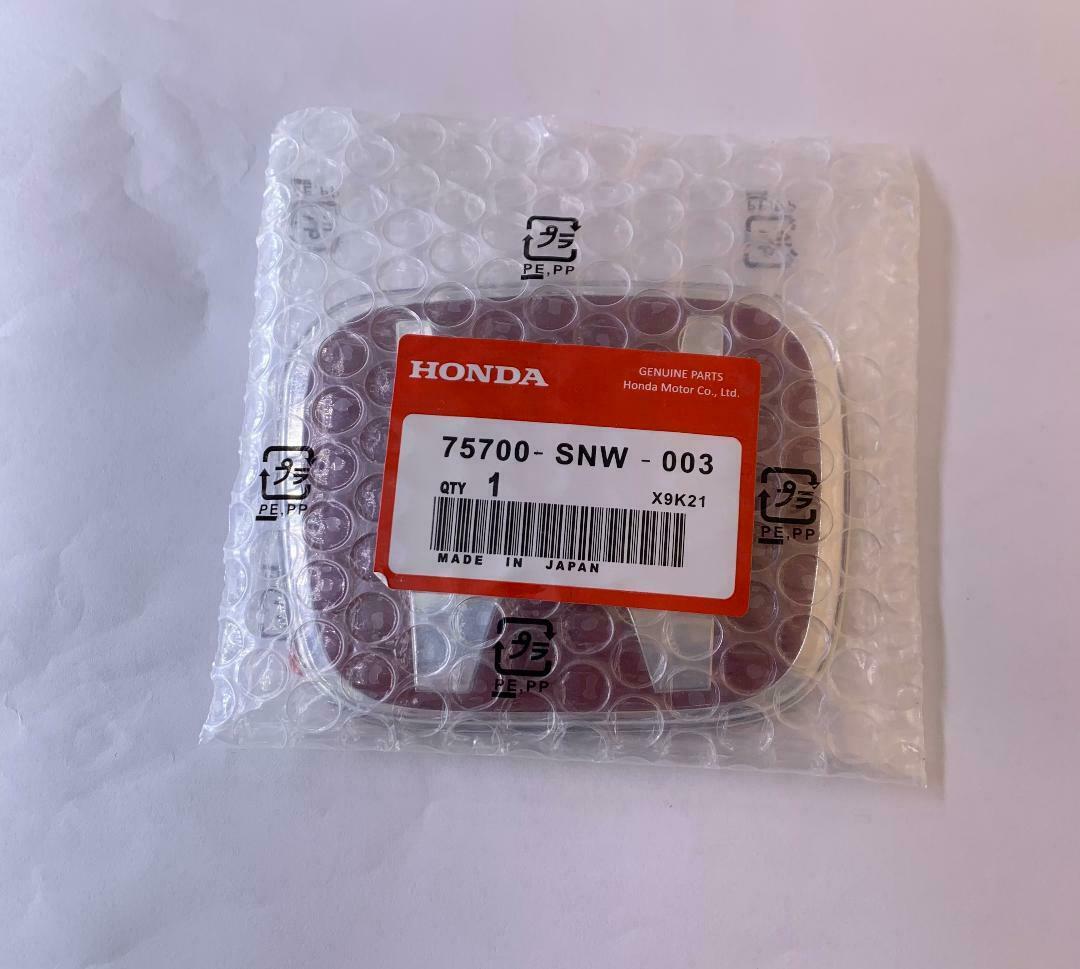 プラ
PE,PP
HONDA
GENUINE PARTS
Honda Motor Co., Ltd.
75700- SNW - 003
QTY 1
X9K21
MADE IN JAPAN
プラ
PE,PP
プラ
PE,PP
プラ
PE,PP